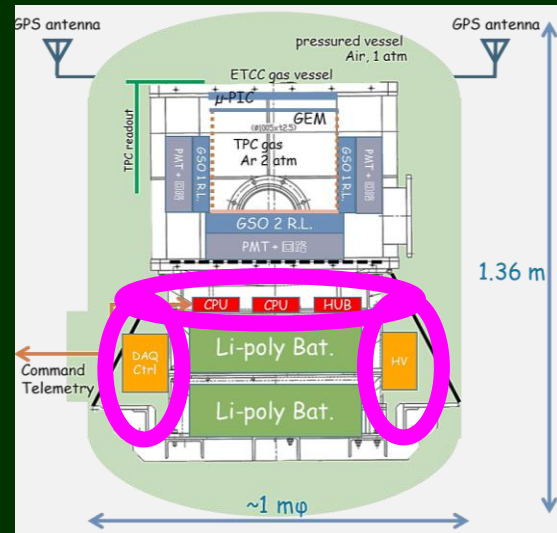 GPS antenna
GPS antenna
pressured vessel
Air, 1 atm
ETCC gas vessel
μ-PIC
GEM
(φ1005xt2.5)
TPC readout
TPC gas
Ar 2 atm
PMT + 回路
GSO 1 R.L.
GSO 1 R.L.
PMT + 回路
GSO 2 R.L.
PMT + 回路
1.36 m
CPU
CPU
HUB
DAQ
Ctrl
Li-poly Bat.
HV
Command
Telemetry
Li-poly Bat.
~1 mφ